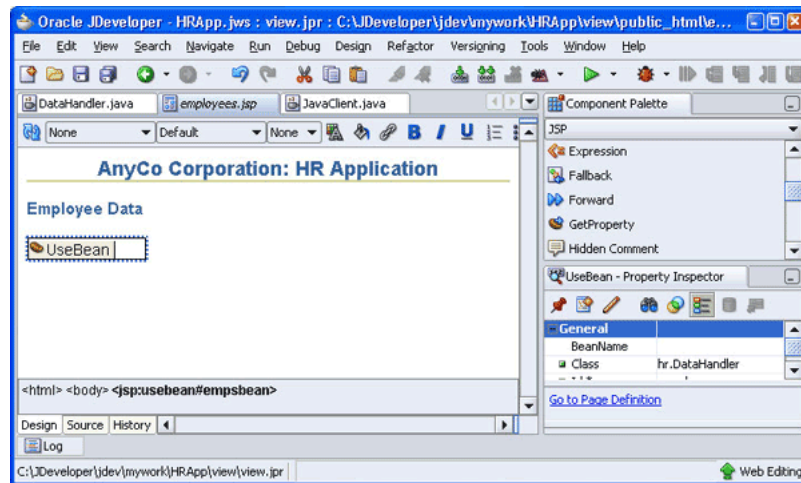 Oracle JDeveloper - HRApp.jws : view.jpr : C:\JDeveloper\jdev\mywork\HRApp\view\public_html\e...
File Edit View Search Navigate Run Debug Design Refactor Versioning Tools Window Help
DataHandler.java employees.jsp JavaClient.java
None Default None B I U
AnyCo Corporation: HR Application
Employee Data
UseBean
<html> <body> <jsp:usebean#empsbean>
Design Source History
Log
C:\JDeveloper\jdev\mywork\HRApp\view\view.jpr
Component Palette
JSP
Expression
Fallback
Forward
GetProperty
Hidden Comment
UseBean - Property Inspector
General
BeanName
Class hr.DataHandler
Go to Page Definition
Web Editing